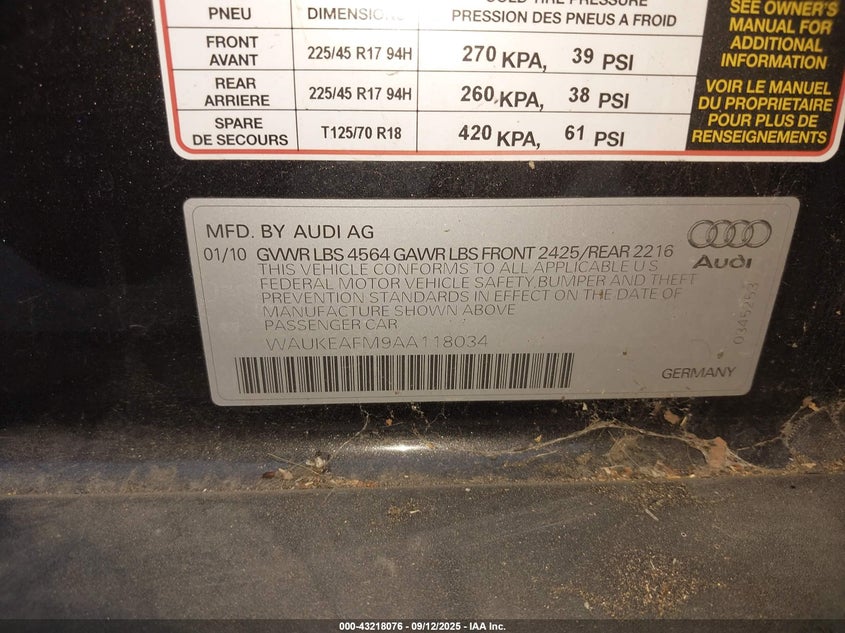 PNEU DIMENSIONS PRESSION DES PNEUS A FROID
FRONT
AVANT 225/45 R17 94H 270 KPA, 39 PSI
REAR
ARRIERE 225/45 R17 94H 260 KPA, 38 PSI
SPARE
DE SECOURS T125/70 R18 420 KPA, 61 PSI
SEE OWNER'S
MANUAL FOR
ADDITIONAL
INFORMATION
VOIR LE MANUEL
DU PROPRIETAIRE
POUR PLUS DE
RENSEIGNEMENTS
MFD. BY AUDI AG
01/10 GVWR LBS 4564 GAWR LBS FRONT 2425/REAR 2216
THIS VEHICLE CONFORMS TO ALL APPLICABLE U S
FEDERAL MOTOR VEHICLE SAFETY,BUMPER AND THEFT
PREVENTION STANDARDS IN EFFECT ON THE DATE OF
MANUFACTURE SHOWN ABOVE
PASSENGER CAR
WAUKEAFM9AA118034
Audi
0345253
GERMANY
000-43218076 - 09/12/2025 - IAA Inc.